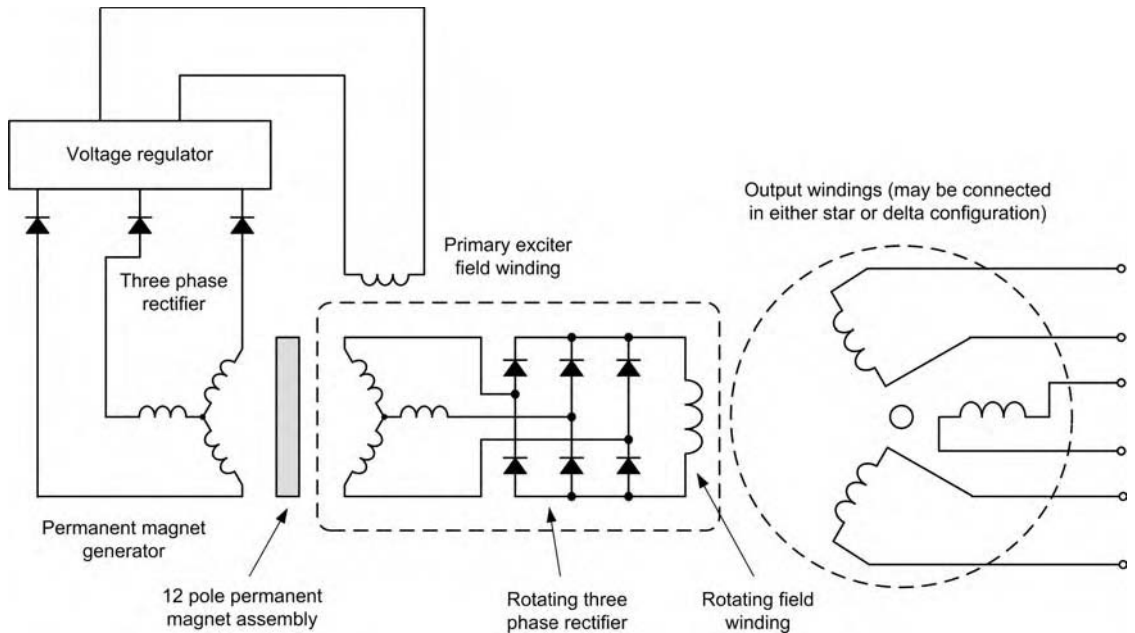 Voltage regulator
Output windings (may be connected
in either star or delta configuration)
Primary exciter
field winding
Three phase
rectifier
Permanent magnet
generator
12 pole permanent
magnet assembly
Rotating three
phase rectifier
Rotating field
winding